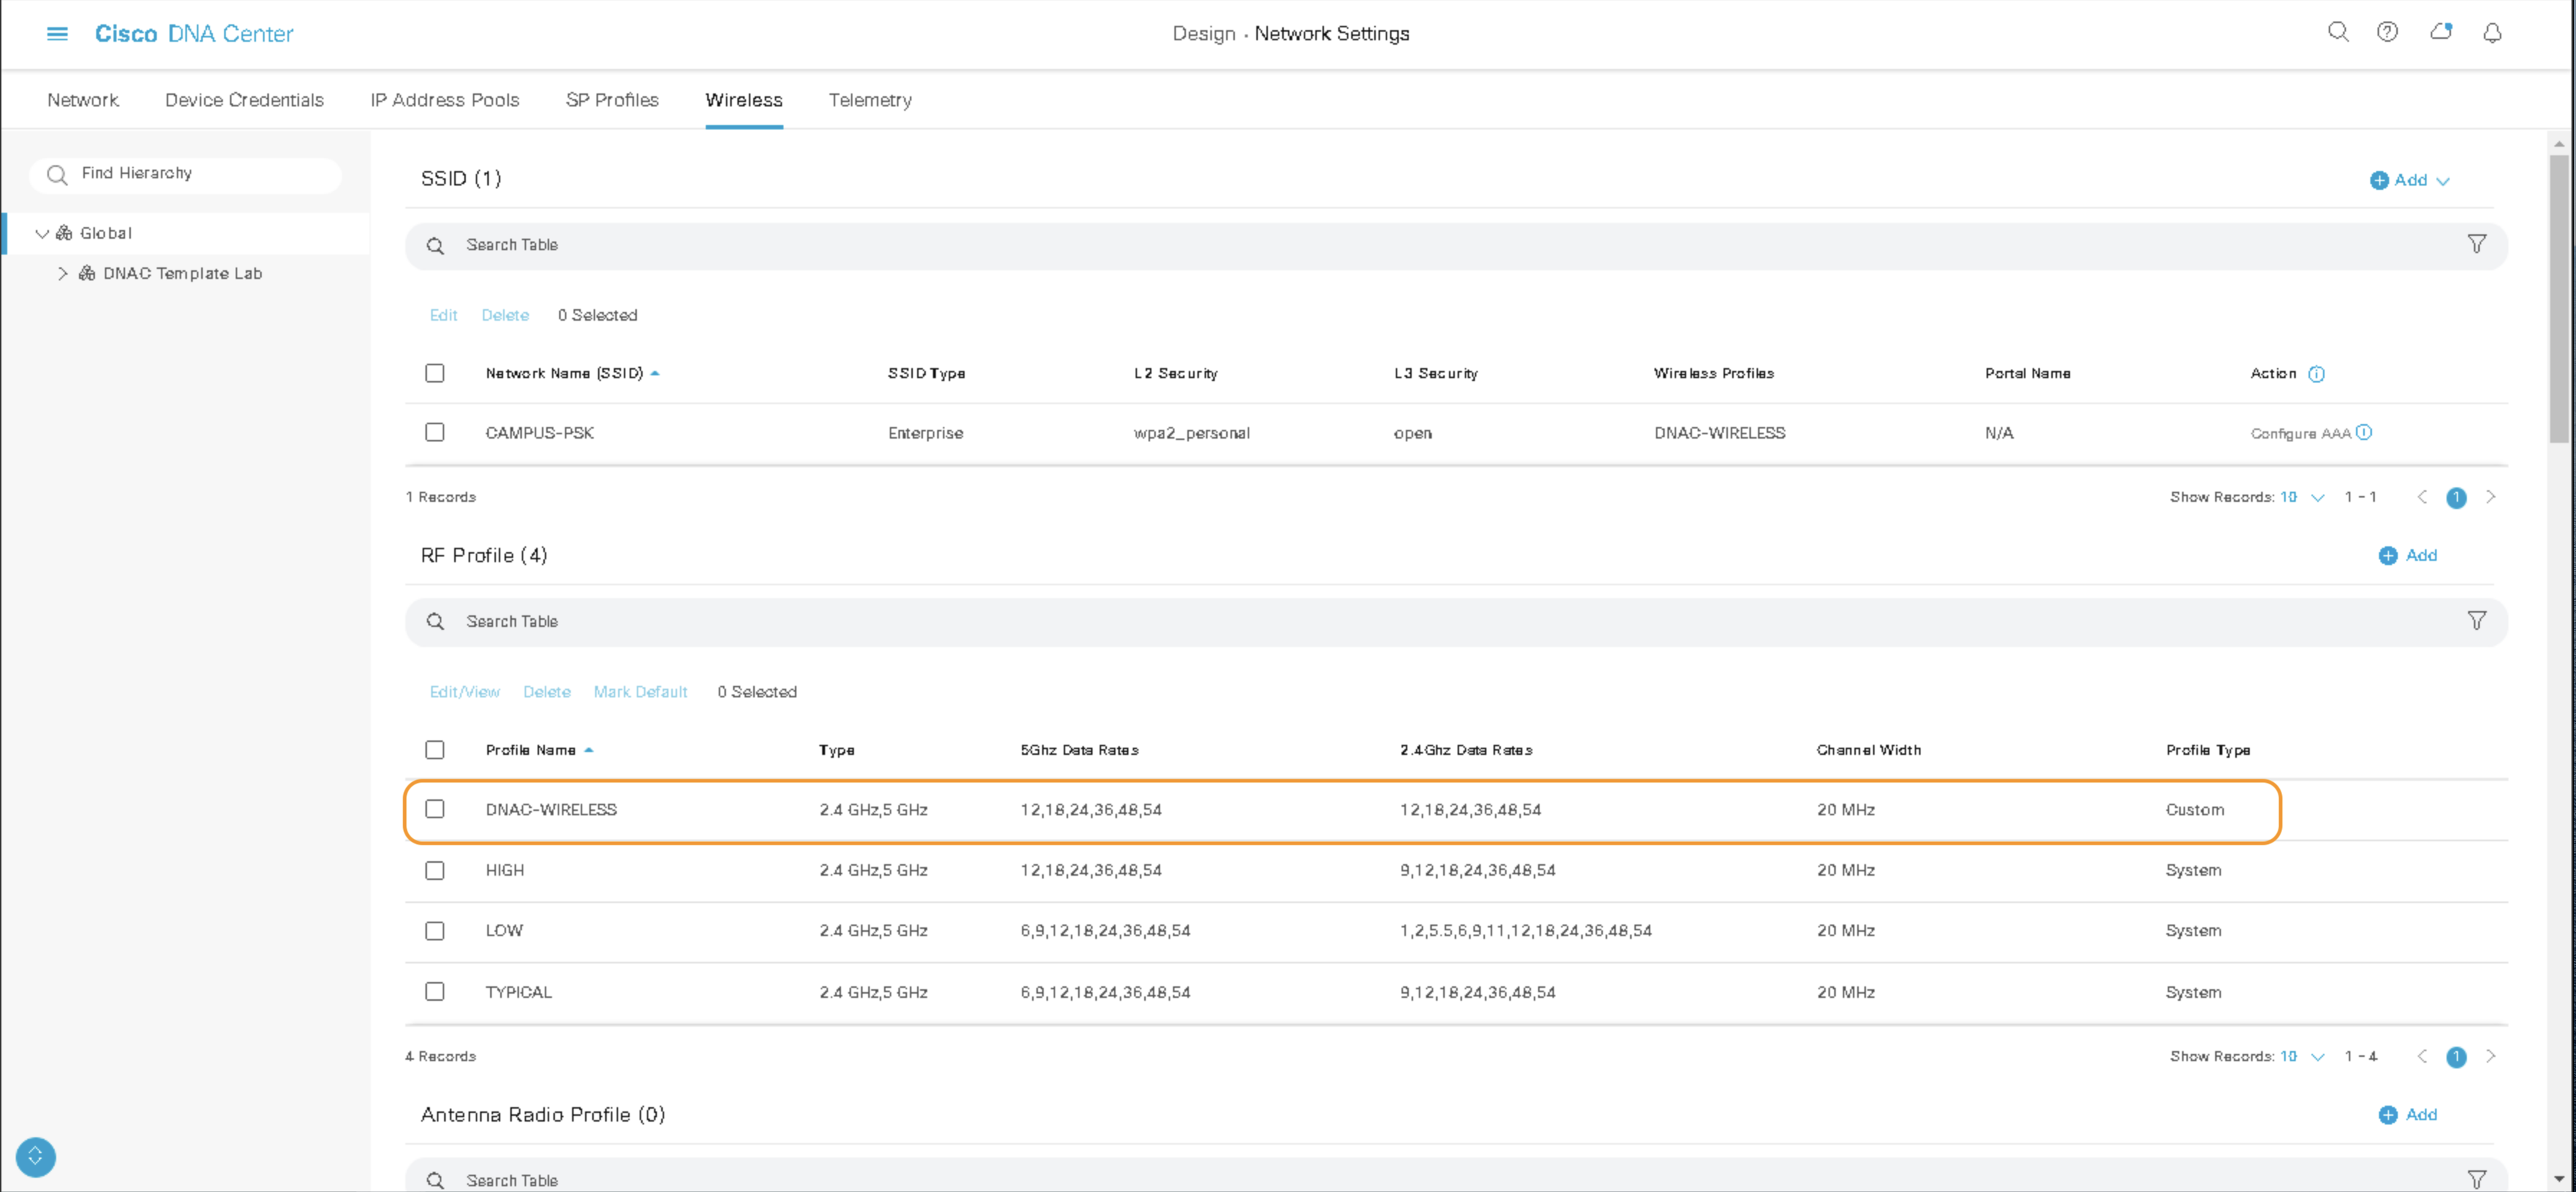 Cisco DNA Center
Design · Network Settings
Network Device Credentials IP Address Pools SP Profiles Wireless Telemetry
Find Hierarchy
Global
DNAC Template Lab
SSID (1)
Add
Search Table
Edit Delete 0 Selected
Network Name (SSID) SSID Type L2 Security L3 Security Wireless Profiles Portal Name Action
CAMPUS-PSK Enterprise wpa2_personal open DNAC-WIRELESS N/A Configure AAA
1 Records Show Records: 10 1 - 1 1
RF Profile (4)
Add
Search Table
Edit/View Delete Mark Default 0 Selected
Profile Name Type 5Ghz Data Rates 2.4Ghz Data Rates Channel Width Profile Type
DNAC-WIRELESS 2.4 GHz,5 GHz 12,18,24,36,48,54 12,18,24,36,48,54 20 MHz Custom
HIGH 2.4 GHz,5 GHz 12,18,24,36,48,54 9,12,18,24,36,48,54 20 MHz System
LOW 2.4 GHz,5 GHz 6,9,12,18,24,36,48,54 1,2,5.5,6,9,11,12,18,24,36,48,54 20 MHz System
TYPICAL 2.4 GHz,5 GHz 6,9,12,18,24,36,48,54 9,12,18,24,36,48,54 20 MHz System
4 Records Show Records: 10 1 - 4 1
Antenna Radio Profile (0)
Add
Search Table